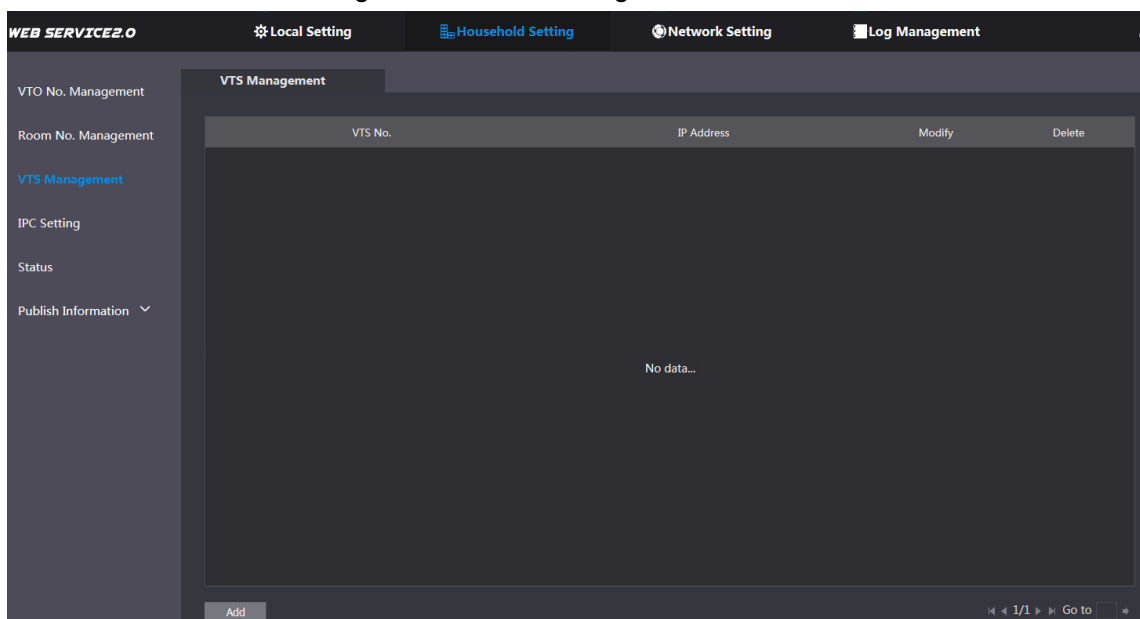 WEB SERVICE2.0
Local Setting
Household Setting
Network Setting
Log Management
VTO No. Management
Room No. Management
VTS Management
IPC Setting
Status
Publish Information
VTS Management
VTS No. IP Address Modify Delete
No data...
Add
1/1 Go to